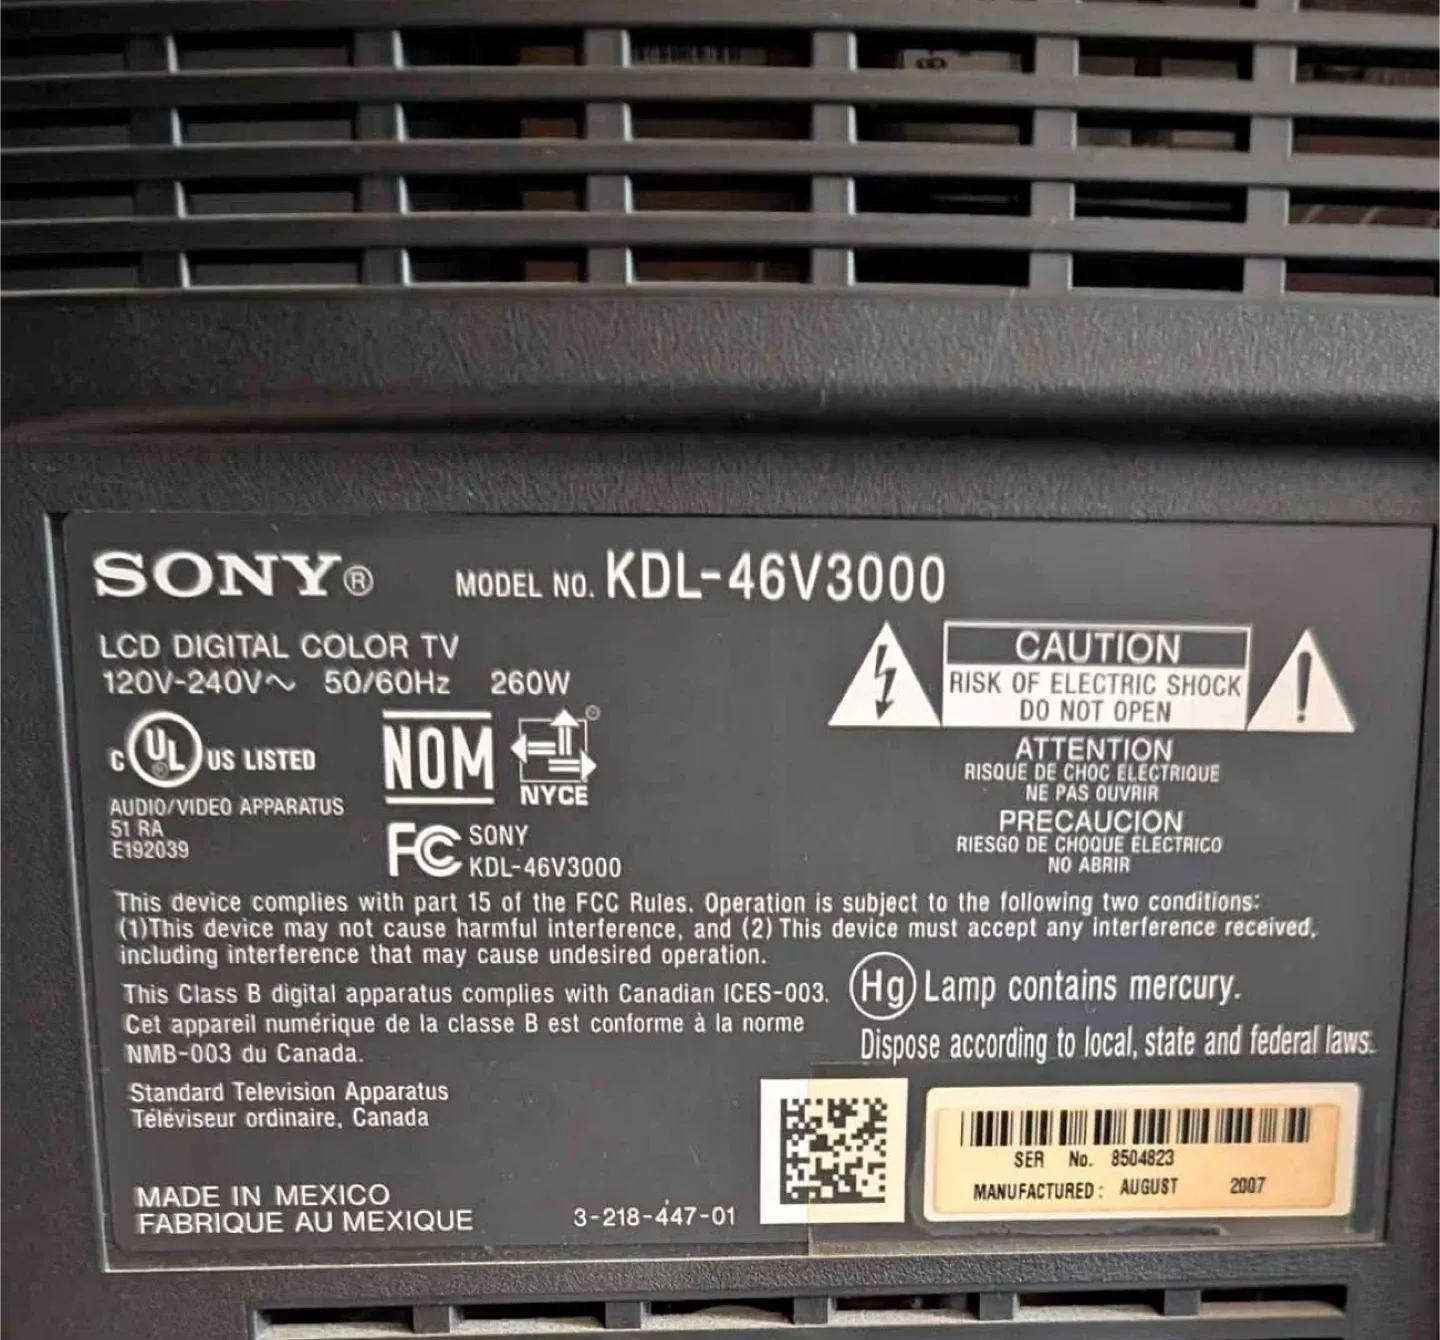 SONY® MODEL NO. KDL-46V3000
LCD DIGITAL COLOR TV
120V-240V~ 50/60Hz 260W
C UL ® US LISTED
AUDIO/VIDEO APPARATUS
51 RA
E192039
NOM
NYCE
FC SONY
KDL-46V3000
CAUTION
RISK OF ELECTRIC SHOCK
DO NOT OPEN
ATTENTION
RISQUE DE CHOC ELECTRIQUE
NE PAS OUVRIR
PRECAUCION
RIESGO DE CHOQUE ELECTRICO
NO ABRIR
This device complies with part 15 of the FCC Rules. Operation is subject to the following two conditions:
(1)This device may not cause harmful interference, and (2) This device must accept any interference received,
including interference that may cause undesired operation.
This Class B digital apparatus complies with Canadian ICES-003.
Cet appareil numérique de la classe B est conforme à la norme
NMB-003 du Canada.
Hg Lamp contains mercury.
Dispose according to local, state and federal laws.
Standard Television Apparatus
Téléviseur ordinaire, Canada
MADE IN MEXICO
FABRIQUE AU MEXIQUE
3-218-447-01
SER No. 8504823
MANUFACTURED: AUGUST 2007